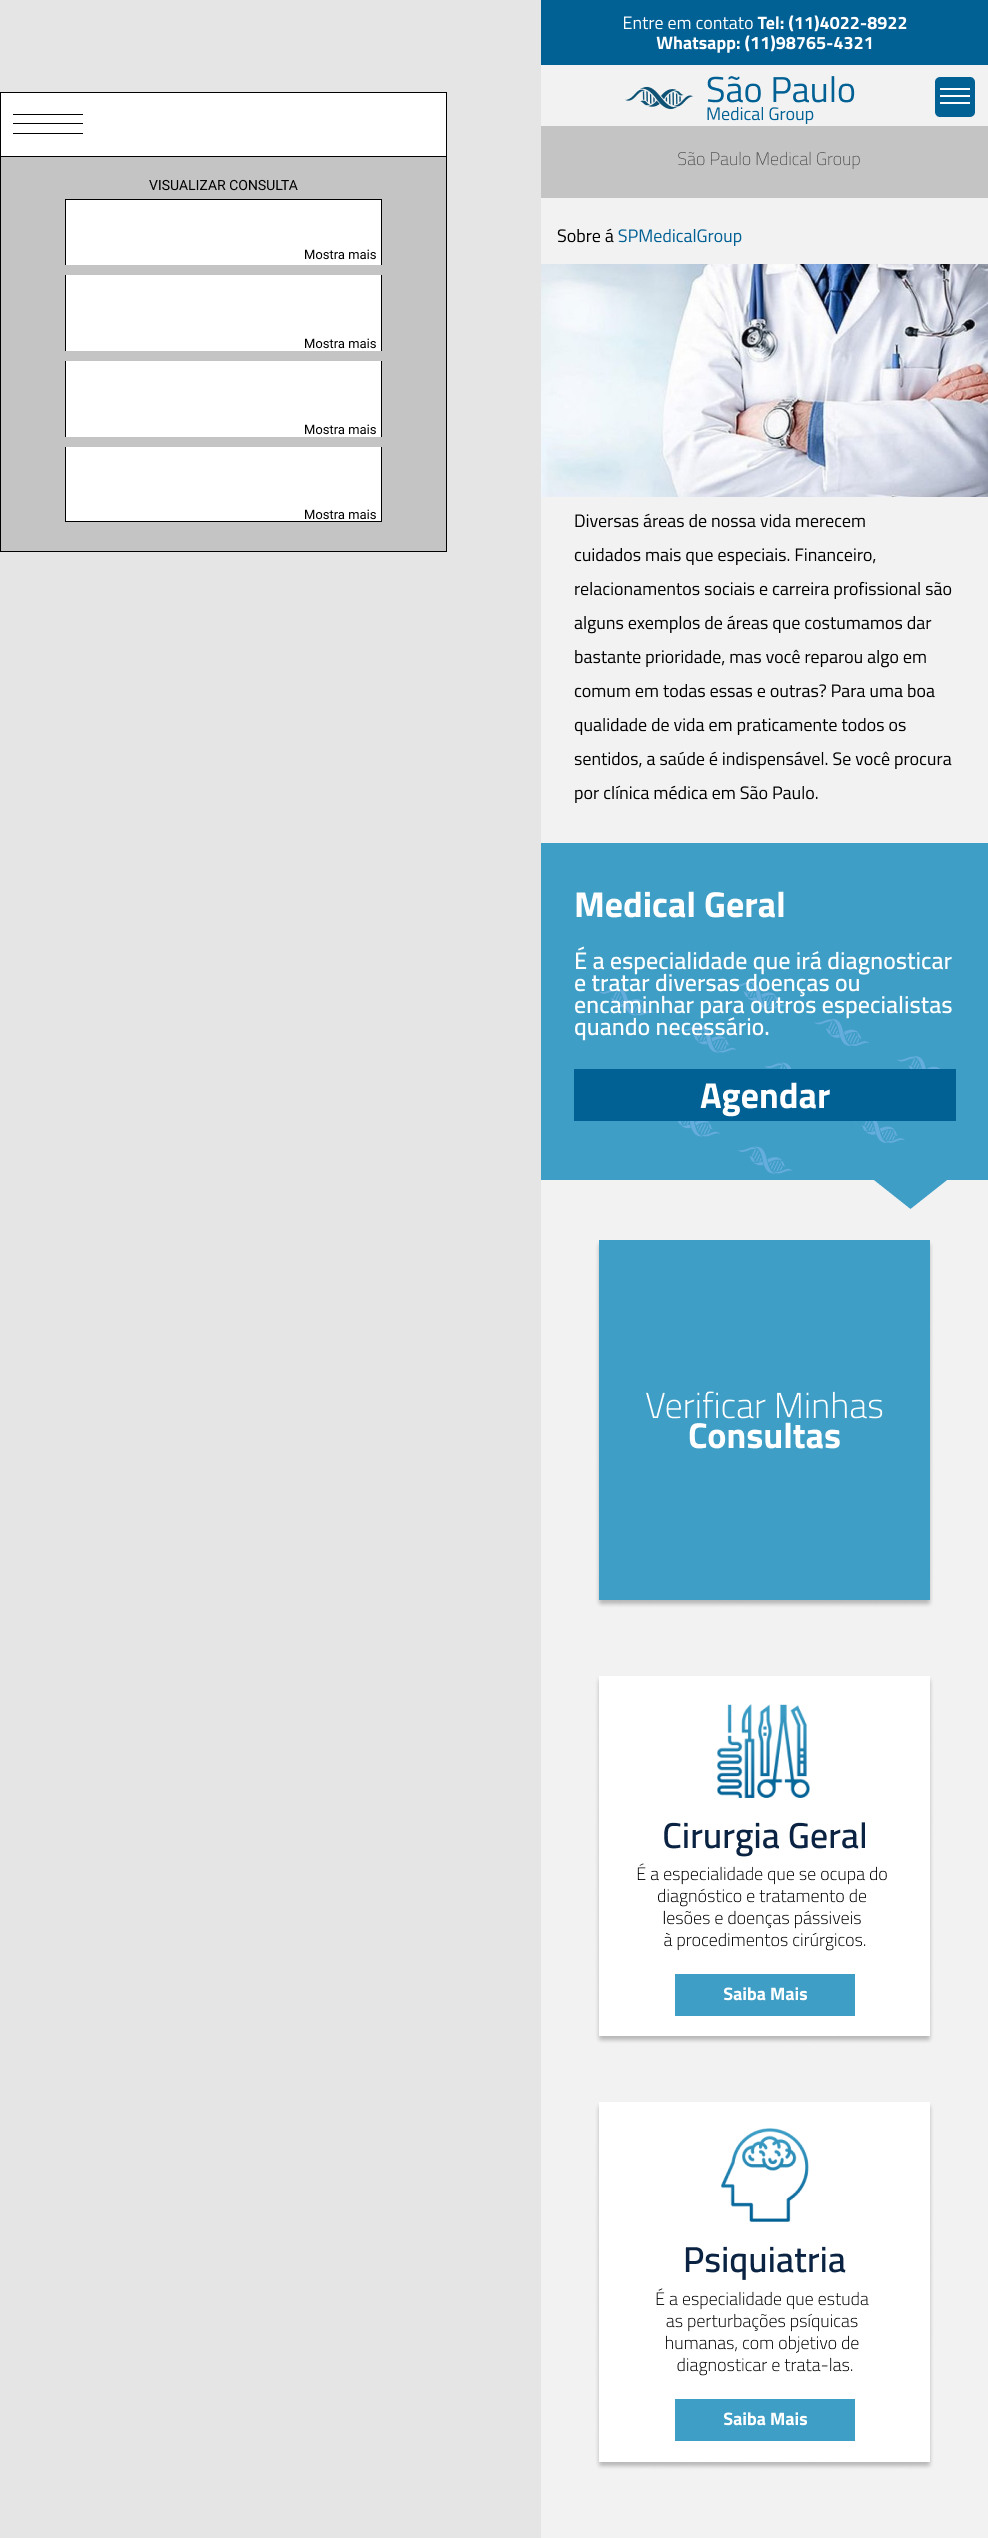 VISUALIZAR CONSULTA
Mostra mais
Mostra mais
Mostra mais
Mostra mais
Entre em contato Tel: (11)4022-8922
Whatsapp: (11)98765-4321
São Paulo
Medical Group
São Paulo Medical Group
Sobre á SPMedicalGroup
Diversas áreas de nossa vida merecem
cuidados mais que especiais. Financeiro,
relacionamentos sociais e carreira profissional são
alguns exemplos de áreas que costumamos dar
bastante prioridade, mas você reparou algo em
comum em todas essas e outras? Para uma boa
qualidade de vida em praticamente todos os
sentidos, a saúde é indispensável. Se você procura
por clínica médica em São Paulo.
Medical Geral
É a especialidade que irá diagnosticar
e tratar diversas doenças ou
encaminhar para outros especialistas
quando necessário.
Agendar
Verificar Minhas
Consultas
Cirurgia Geral
É a especialidade que se ocupa do
diagnóstico e tratamento de
lesões e doenças pássiveis
à procedimentos cirúrgicos.
Saiba Mais
Psiquiatria
É a especialidade que estuda
as perturbações psíquicas
humanas, com objetivo de
diagnosticar e trata-las.
Saiba Mais